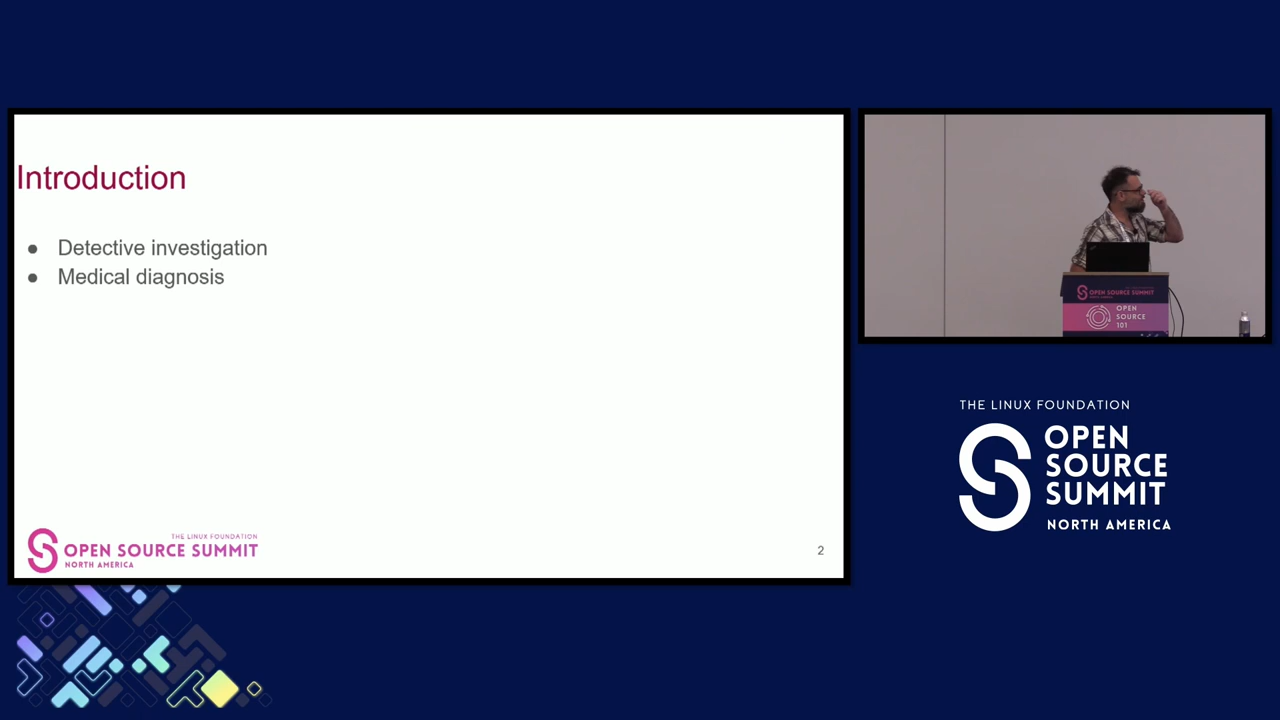 Introduction
● Detective investigation
● Medical diagnosis
THE LINUX FOUNDATION
OPEN SOURCE SUMMIT
NORTH AMERICA
2
OPEN SOURCE SUMMIT
OPEN
SOURCE
101
THE LINUX FOUNDATION
OPEN
SOURCE
SUMMIT
NORTH AMERICA